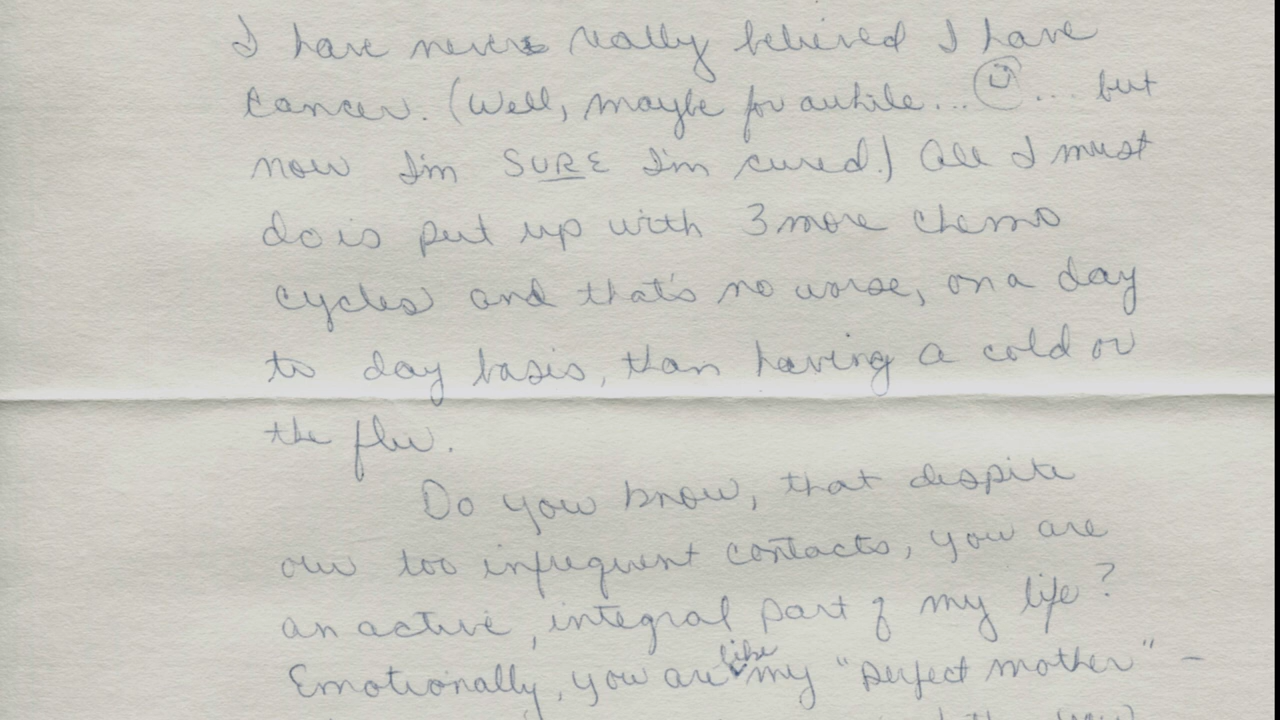 I have never really believed I have
cancer. (Well, maybe for awhile... ☺ ... but
now I'm SURE I'm cured.) All I must
do is put up with 3 more chemo
cycles and that's no worse, on a day
to day basis, than having a cold or
the flu.
Do you know, that despite
our too infrequent contacts, you are
an active, integral part of my life?
Emotionally, you are like my "perfect mother" –